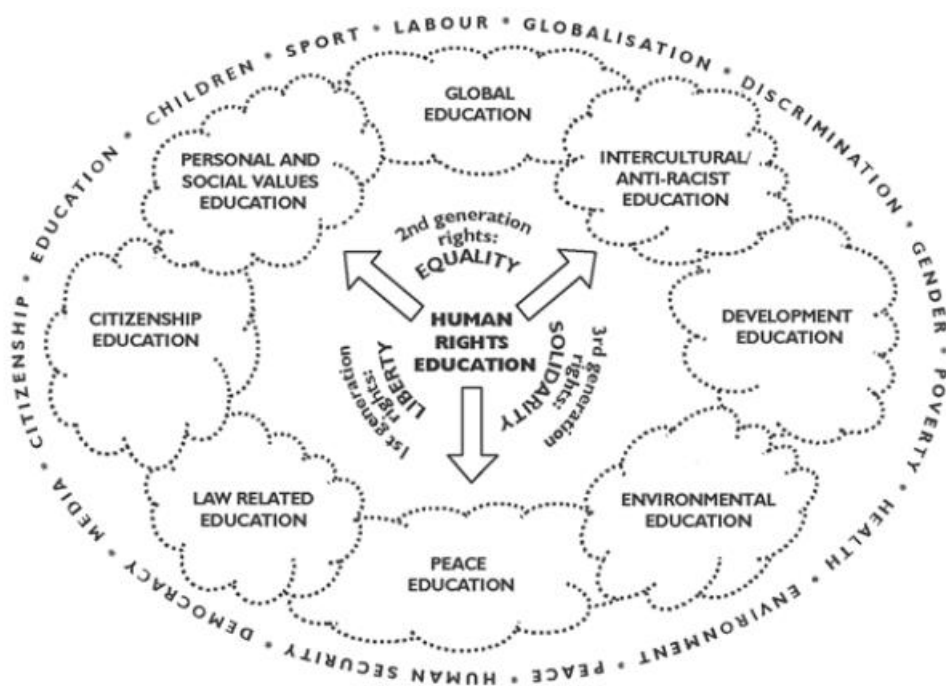 CITIZENSHIP * EDUCATION * CHILDREN * SPORT * LABOUR * GLOBALISATION * DISCRIMINATION * GENDER * POVERTY * HEALTH * ENVIRONMENT * PEACE * HUMAN SECURITY * DEMOCRACY * MEDIA *
GLOBAL
EDUCATION
PERSONAL AND
SOCIAL VALUES
EDUCATION
INTERCULTURAL/
ANTI-RACIST
EDUCATION
2nd generation
rights:
EQUALITY
CITIZENSHIP
EDUCATION
HUMAN
RIGHTS
EDUCATION
DEVELOPMENT
EDUCATION
1st generation
rights:
LIBERTY
3rd generation
rights:
SOLIDARITY
LAW RELATED
EDUCATION
ENVIRONMENTAL
EDUCATION
PEACE
EDUCATION